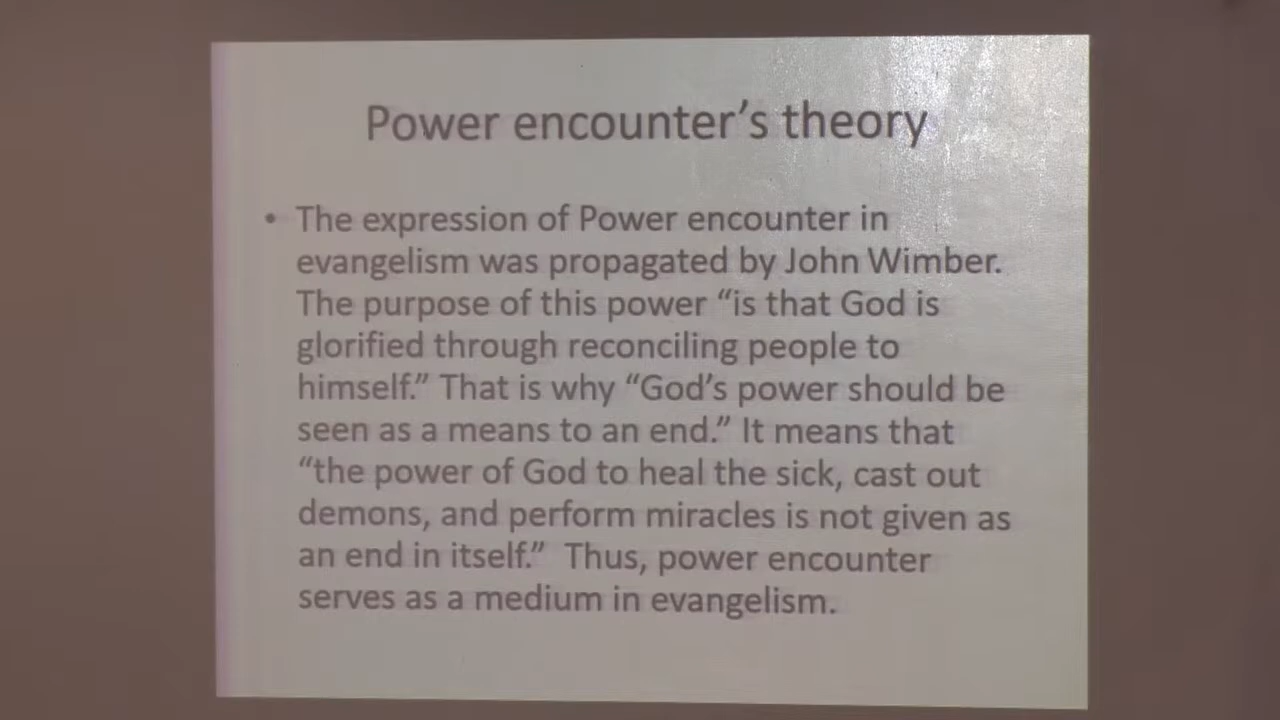 Power encounter's theory
• The expression of Power encounter in
evangelism was propagated by John Wimber.
The purpose of this power “is that God is
glorified through reconciling people to
himself.” That is why “God's power should be
seen as a means to an end.” It means that
“the power of God to heal the sick, cast out
demons, and perform miracles is not given as
an end in itself.”  Thus, power encounter
serves as a medium in evangelism.